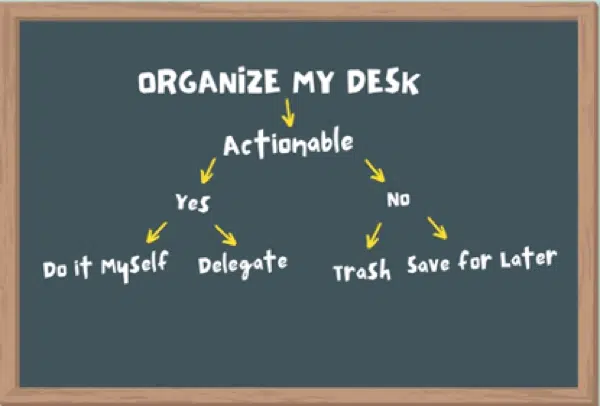 ORGANIZE MY DESK
Actionable
Yes No
Do it Myself Delegate Trash Save for Later